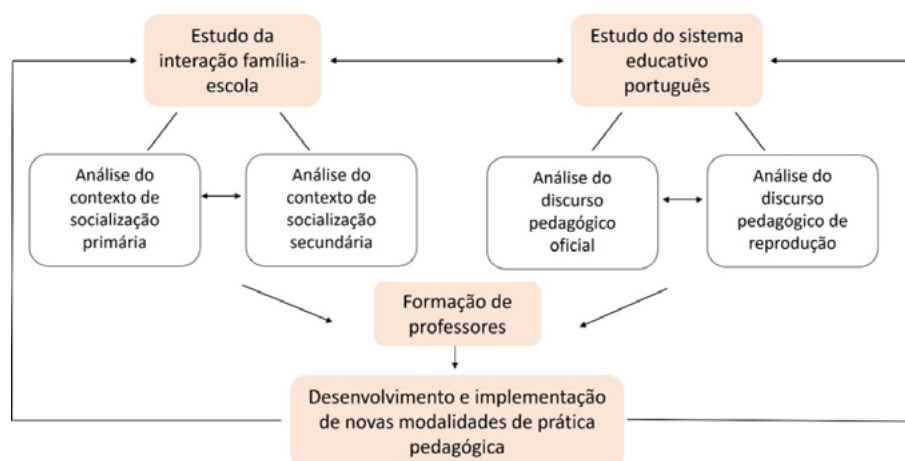 Estudo da
interação família-
escola
Estudo do sistema
educativo
português
Análise do
contexto de
socialização
primária
Análise do
contexto de
socialização
secundária
Análise do
discurso
pedagógico
oficial
Análise do
discurso
pedagógico de
reprodução
Formação de
professores
Desenvolvimento e implementação
de novas modalidades de prática
pedagógica